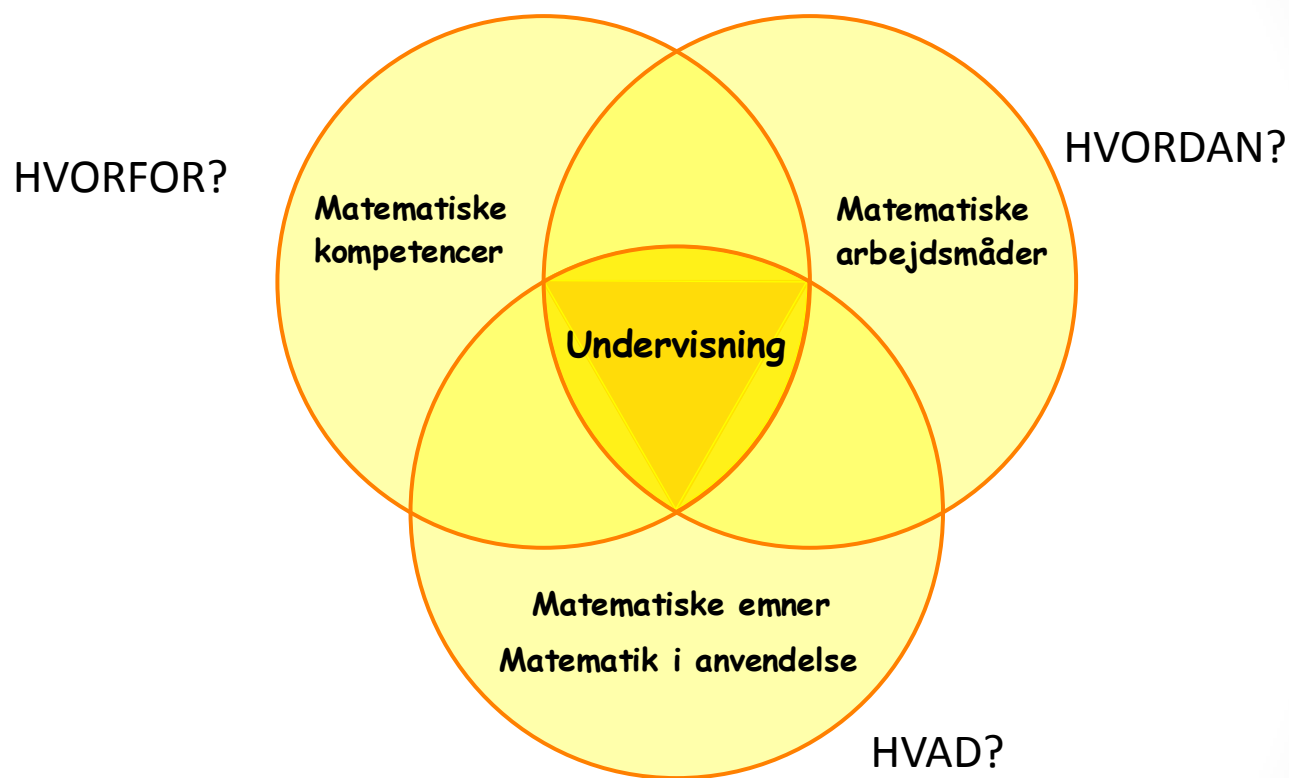 HVORFOR?
HVORDAN?
Matematiske
kompetencer
Matematiske
arbejdsmåder
Undervisning
Matematiske emner
Matematik i anvendelse
HVAD?